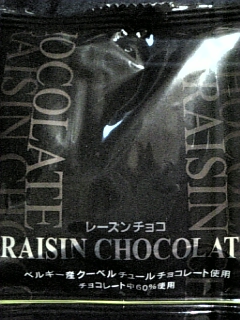 OCOLATE
AISIN CHO
RAISIN
レーズンチョコ
RAISIN CHOCOLAT
ベルギー産クーベルチュールチョコレート使用
チョコレート中60%使用